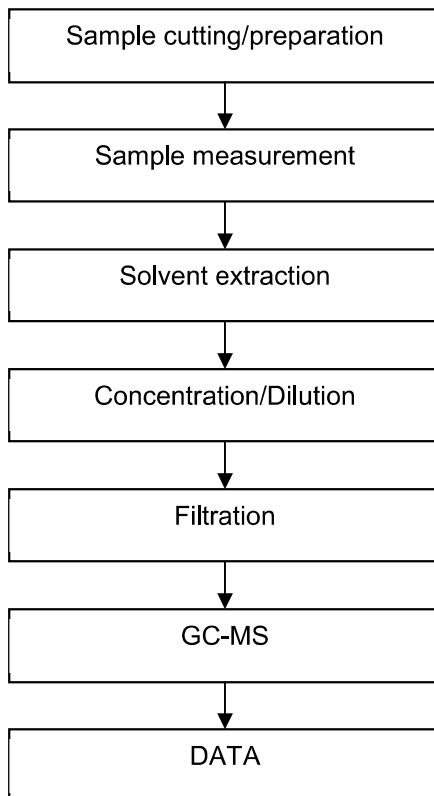 Sample cutting/preparation
Sample measurement
Solvent extraction
Concentration/Dilution
Filtration
GC-MS
DATA